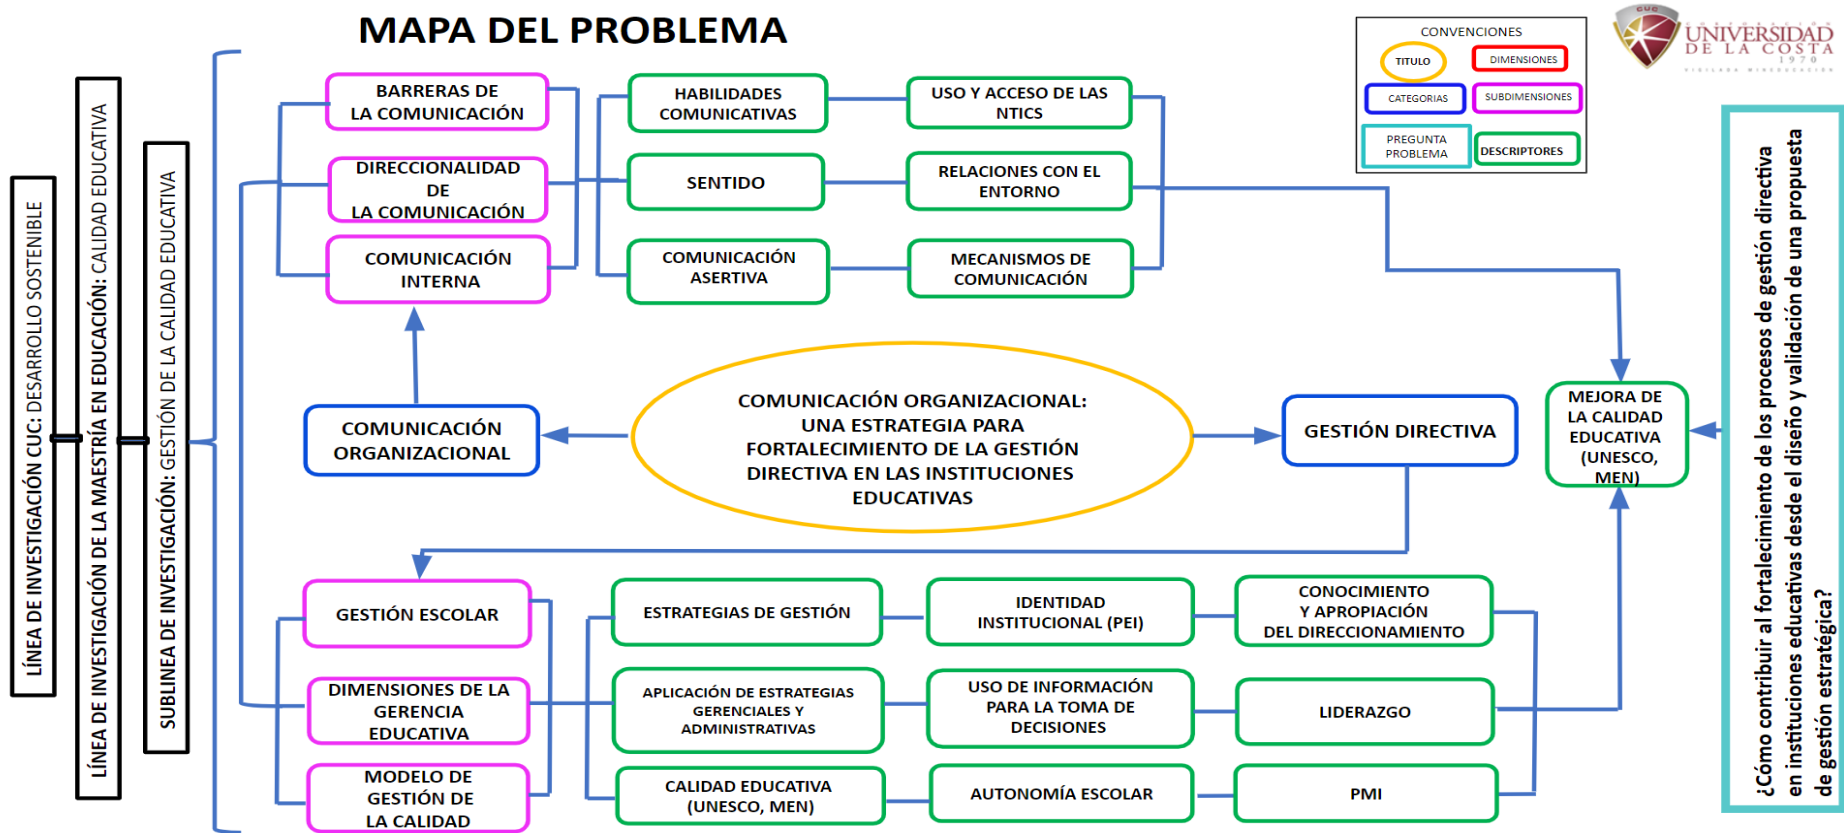 MAPA DEL PROBLEMA
CONVENCIONES
TITULO
DIMENSIONES
CATEGORIAS
SUBDIMENSIONES
PREGUNTA
PROBLEMA
DESCRIPTORES
CUC
CORPORACIÓN
UNIVERSIDAD
DE LA COSTA
1970
VIGILADA MINEDUCACIÓN
LÍNEA DE INVESTIGACIÓN CUC: DESARROLLO SOSTENIBLE
LÍNEA DE INVESTIGACIÓN DE LA MAESTRÍA EN EDUCACIÓN: CALIDAD EDUCATIVA
SUBLINEA DE INVESTIGACIÓN: GESTIÓN DE LA CALIDAD EDUCATIVA
BARRERAS DE
LA COMUNICACIÓN
HABILIDADES
COMUNICATIVAS
USO Y ACCESO DE LAS
NTICS
DIRECCIONALIDAD
DE
LA COMUNICACIÓN
SENTIDO
RELACIONES CON EL
ENTORNO
COMUNICACIÓN
INTERNA
COMUNICACIÓN
ASERTIVA
MECANISMOS DE
COMUNICACIÓN
COMUNICACIÓN
ORGANIZACIONAL
COMUNICACIÓN ORGANIZACIONAL:
UNA ESTRATEGIA PARA
FORTALECIMIENTO DE LA GESTIÓN
DIRECTIVA EN LAS INSTITUCIONES
EDUCATIVAS
GESTIÓN DIRECTIVA
MEJORA DE
LA CALIDAD
EDUCATIVA
(UNESCO,
MEN)
GESTIÓN ESCOLAR
ESTRATEGIAS DE GESTIÓN
IDENTIDAD
INSTITUCIONAL (PEI)
CONOCIMIENTO
Y APROPIACIÓN
DEL DIRECCIONAMIENTO
DIMENSIONES DE LA
GERENCIA
EDUCATIVA
APLICACIÓN DE ESTRATEGIAS
GERENCIALES Y
ADMINISTRATIVAS
USO DE INFORMACIÓN
PARA LA TOMA DE
DECISIONES
LIDERAZGO
MODELO DE
GESTIÓN DE
LA CALIDAD
CALIDAD EDUCATIVA
(UNESCO, MEN)
AUTONOMÍA ESCOLAR
PMI
¿Cómo contribuir al fortalecimiento de los procesos de gestión directiva
en instituciones educativas desde el diseño y validación de una propuesta
de gestión estratégica?